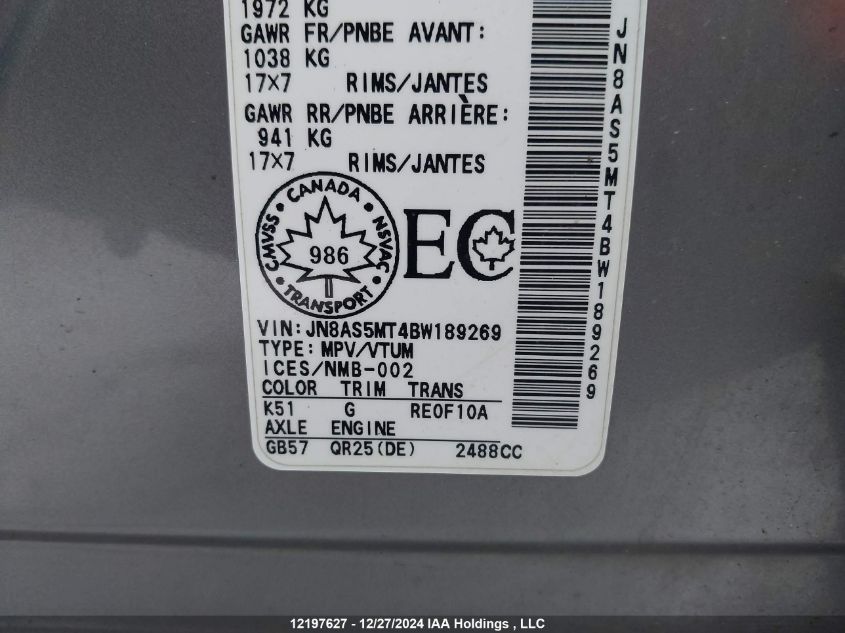 1972 KG
GAWR FR/PNBE AVANT:
1038 KG
17x7 RIMS/JANTES
GAWR RR/PNBE ARRIÈRE:
941 KG
17x7 RIMS/JANTES
CANADA
CMVSS NSVAC
986
TRANSPORT
EC
VIN:JN8AS5MT4BW189269
TYPE:MPV/VTUM
ICES/NMB-002
COLOR TRIM TRANS
K51 G RE0F10A
AXLE ENGINE
GB57 QR25(DE) 2488CC
JN8AS5MT4BW189269
12197627 - 12/27/2024 IAA Holdings , LLC